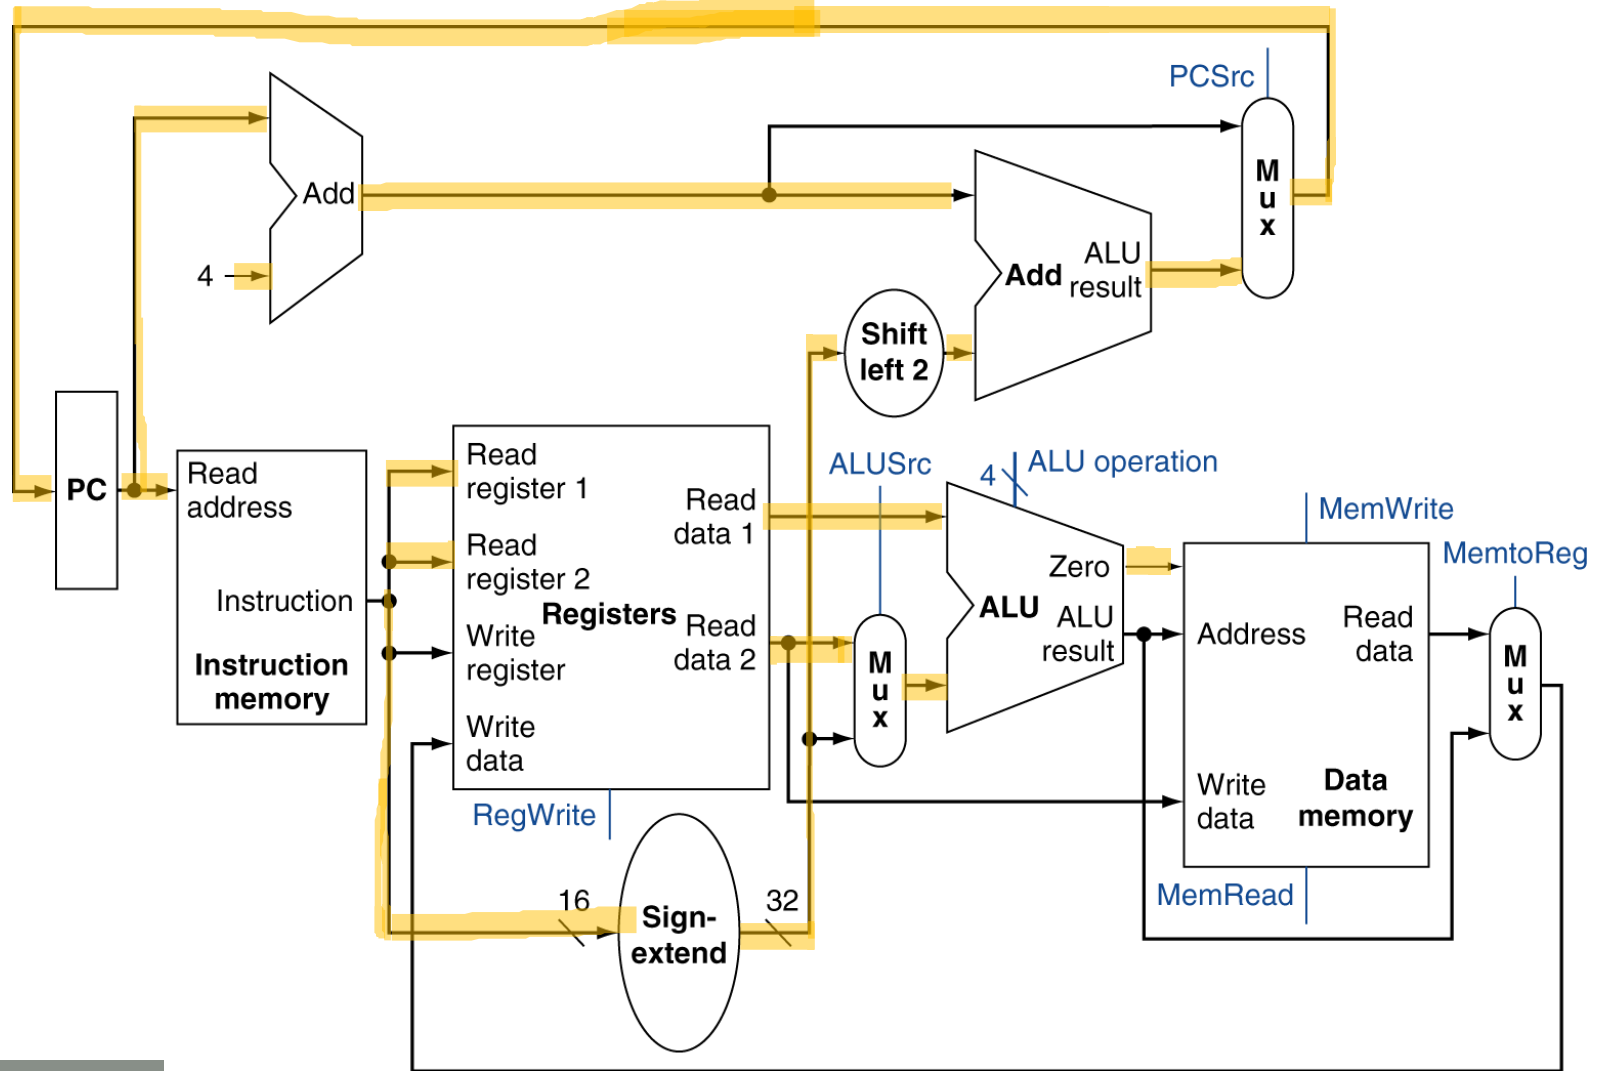 PCSrc
M
u
x
Add
4
ALU
Add result
Shift
left 2
PC
Read
address
Instruction
Instruction
memory
Read
register 1
Read
register 2
Write
register
Write
data
Registers
Read
data 1
Read
data 2
RegWrite
16
Sign-
extend
32
ALUSrc
M
u
x
4
ALU operation
Zero
ALU
ALU
result
MemWrite
Address
Read
data
Write
data
Data
memory
MemRead
MemtoReg
M
u
x